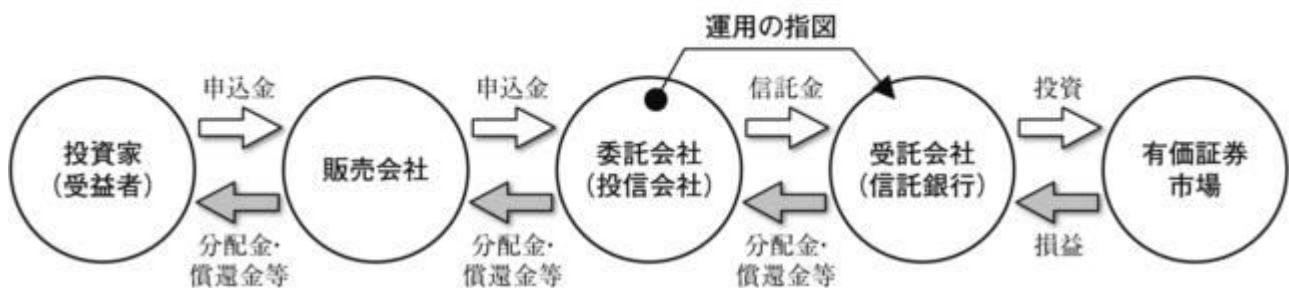 運用の指図
申込金
申込金
信託金
投資
投資家
（受益者）
販売会社
委託会社
（投信会社）
受託会社
（信託銀行）
有価証券
市場
分配金・
償還金等
分配金・
償還金等
分配金・
償還金等
損益